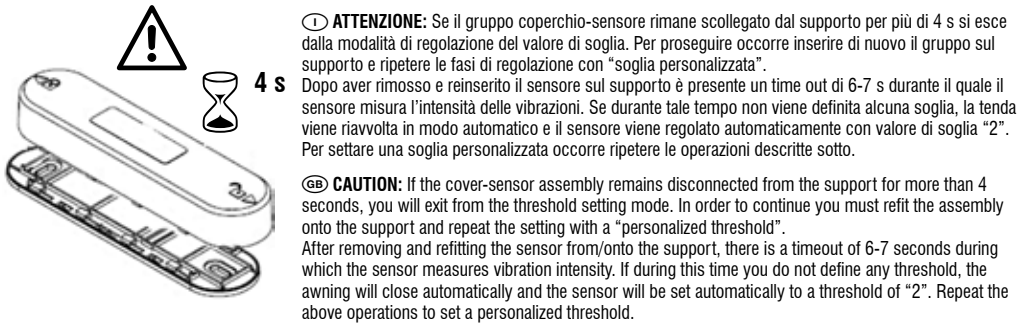 I ATTENZIONE: Se il gruppo coperchio-sensore rimane scollegato dal supporto per più di 4 s si esce
dalla modalità di regolazione del valore di soglia. Per proseguire occorre inserire di nuovo il gruppo sul
supporto e ripetere le fasi di regolazione con “soglia personalizzata”.
4 s
Dopo aver rimosso e reinserito il sensore sul supporto è presente un time out di 6-7 s durante il quale il
sensore misura l’intensità delle vibrazioni. Se durante tale tempo non viene definita alcuna soglia, la tenda
viene riavvolta in modo automatico e il sensore viene regolato automaticamente con valore di soglia “2”.
Per settare una soglia personalizzata occorre ripetere le operazioni descritte sotto.
GB CAUTION: If the cover-sensor assembly remains disconnected from the support for more than 4
seconds, you will exit from the threshold setting mode. In order to continue you must refit the assembly
onto the support and repeat the setting with a “personalized threshold”.
After removing and refitting the sensor from/onto the support, there is a timeout of 6-7 seconds during
which the sensor measures vibration intensity. If during this time you do not define any threshold, the
awning will close automatically and the sensor will be set automatically to a threshold of “2”. Repeat the
above operations to set a personalized threshold.